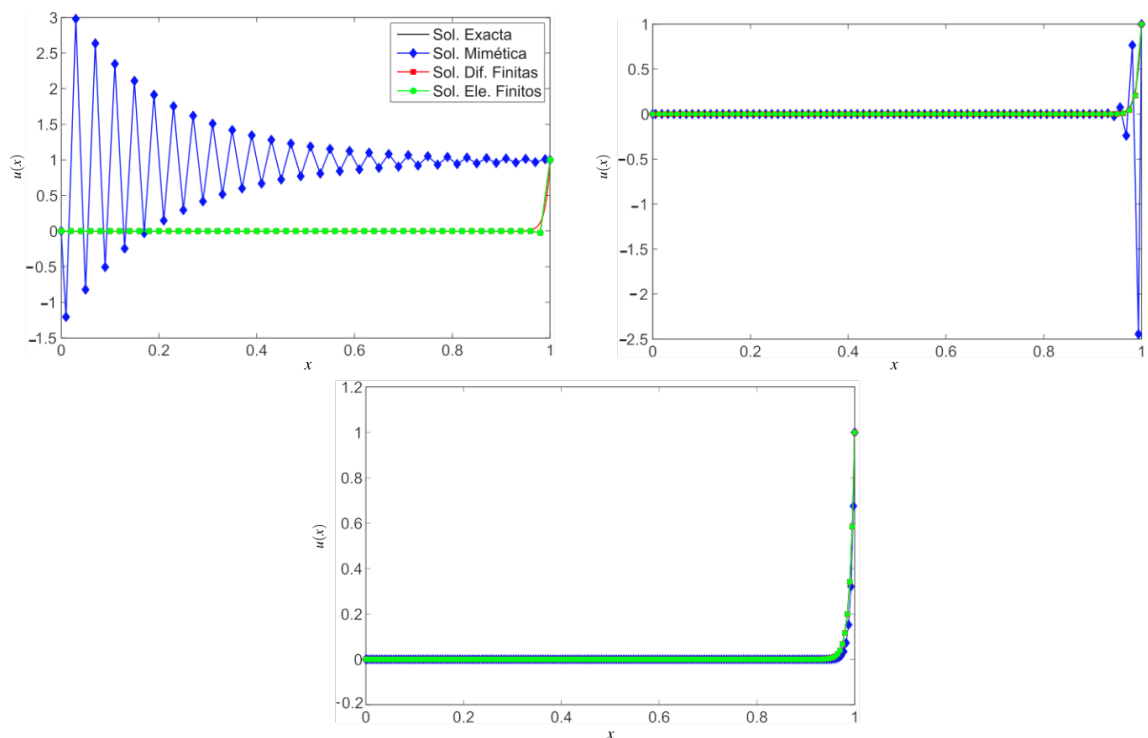 3
2.5
2
1.5
1
0.5
0
−0.5
−1
−1.5
u(x)
Sol. Exacta
Sol. Mimética
Sol. Dif. Finitas
Sol. Ele. Finitos
0 0.2 0.4 0.6 0.8 1
x
1
0.5
0
−0.5
−1
−1.5
−2
−2.5
u(x)
0 0.2 0.4 0.6 0.8 1
x
1.2
1
0.8
0.6
0.4
0.2
0
−0.2
u(x)
0 0.2 0.4 0.6 0.8 1
x